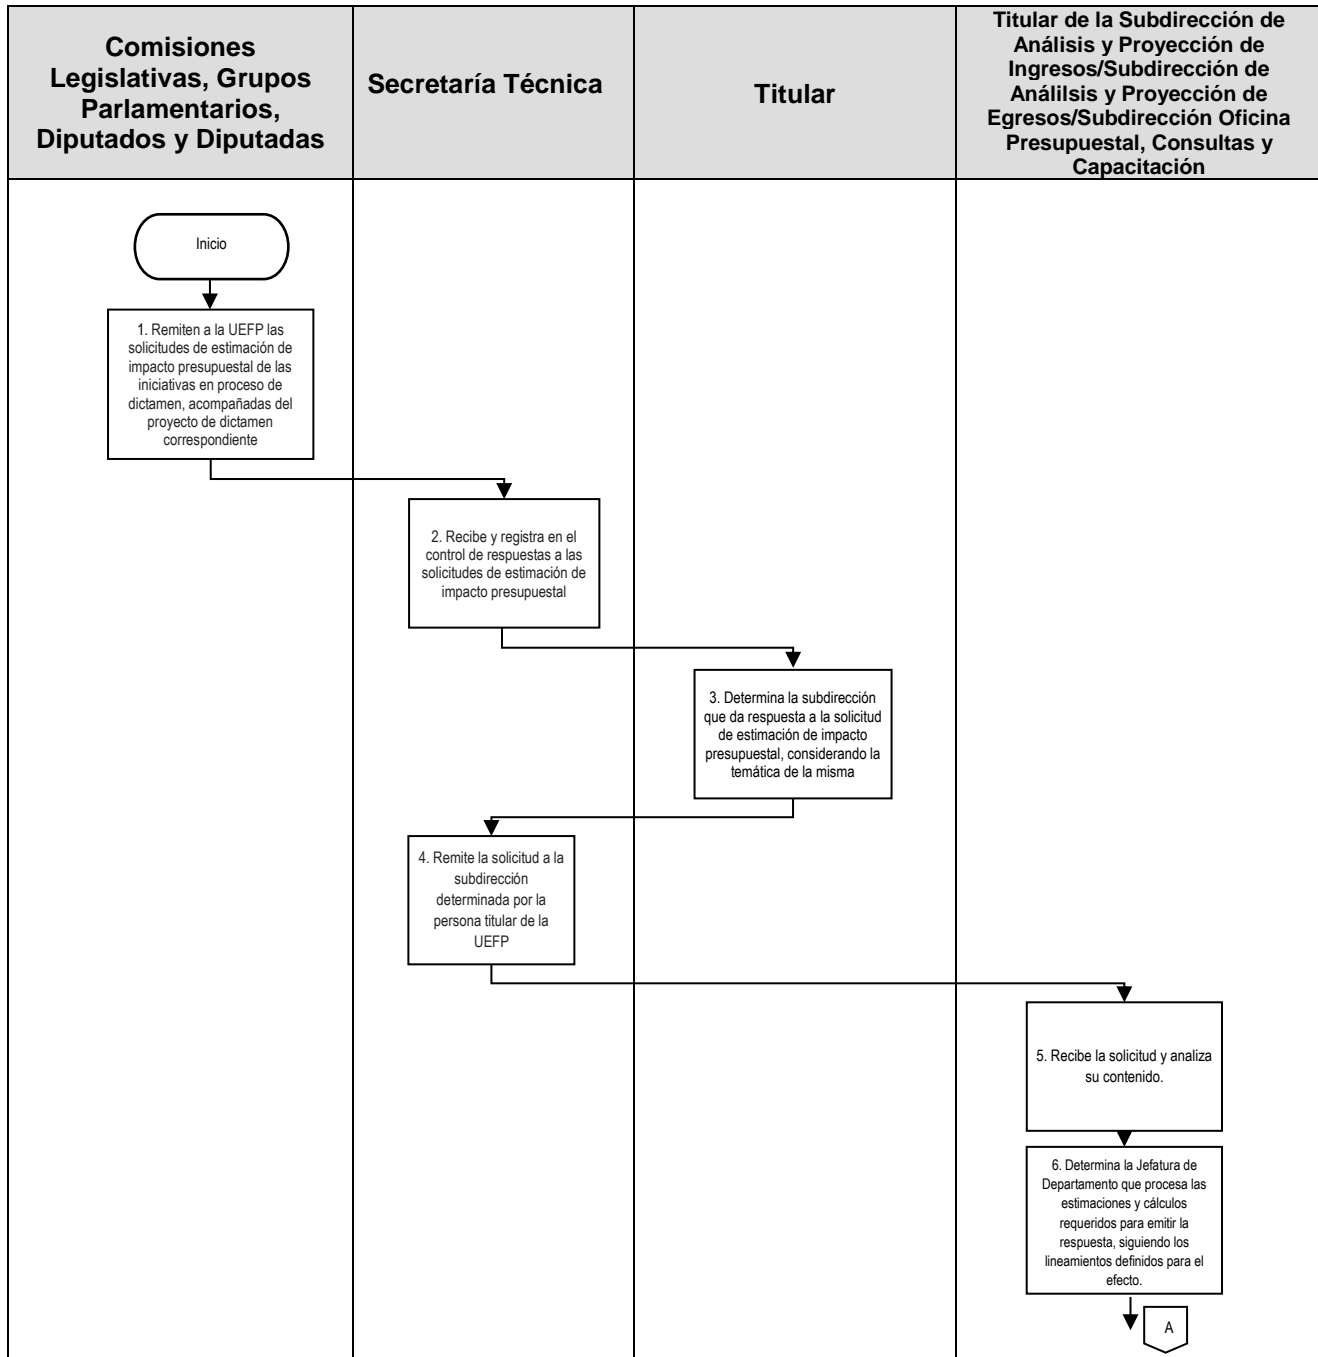 Comisiones
Legislativas, Grupos
Parlamentarios,
Diputados y Diputadas
Secretaría Técnica
Titular
Titular de la Subdirección de
Análisis y Proyección de
Ingresos/Subdirección de
Análilsis y Proyección de
Egresos/Subdirección Oficina
Presupuestal, Consultas y
Capacitación
Inicio
1. Remiten a la UEFP las
solicitudes de estimación de
impacto presupuestal de las
iniciativas en proceso de
dictamen, acompañadas del
proyecto de dictamen
correspondiente
2. Recibe y registra en el
control de respuestas a las
solicitudes de estimación de
impacto presupuestal
3. Determina la subdirección
que da respuesta a la solicitud
de estimación de impacto
presupuestal, considerando la
temática de la misma
4. Remite la solicitud a la
subdirección
determinada por la
persona titular de la
UEFP
5. Recibe la solicitud y analiza
su contenido.
6. Determina la Jefatura de
Departamento que procesa las
estimaciones y cálculos
requeridos para emitir la
respuesta, siguiendo los
lineamientos definidos para el
efecto.
A